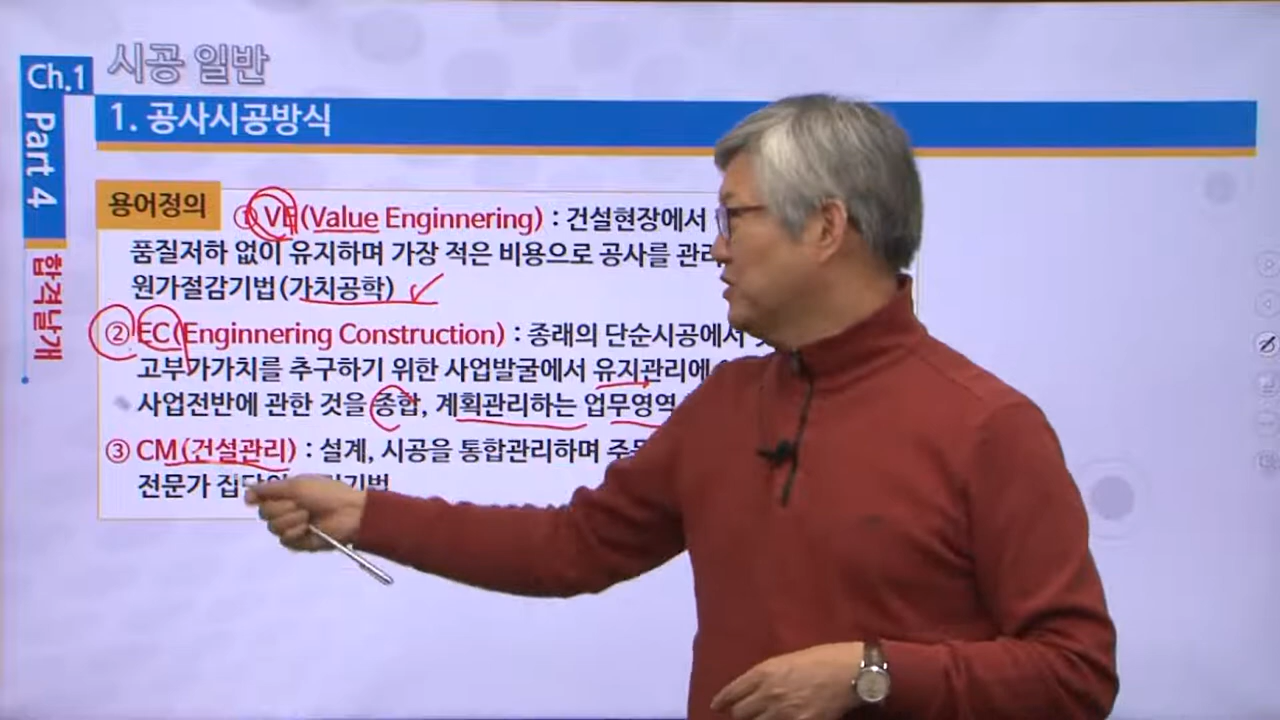 시공 일반
Ch.1
Part 4
합격날개
1. 공사시공방식
용어정의
① VE(Value Enginnering) : 건설현장에서
품질저하 없이 유지하며 가장 적은 비용으로 공사를
원가절감기법(가치공학)
② EC(Enginnering Construction) : 종래의 단순시공에서
고부가가치를 추구하기 위한 사업발굴에서 유지관리에
사업전반에 관한 것을 종합, 계획관리하는 업무영역
③ CM(건설관리) : 설계, 시공을 통합관리하며
전문가